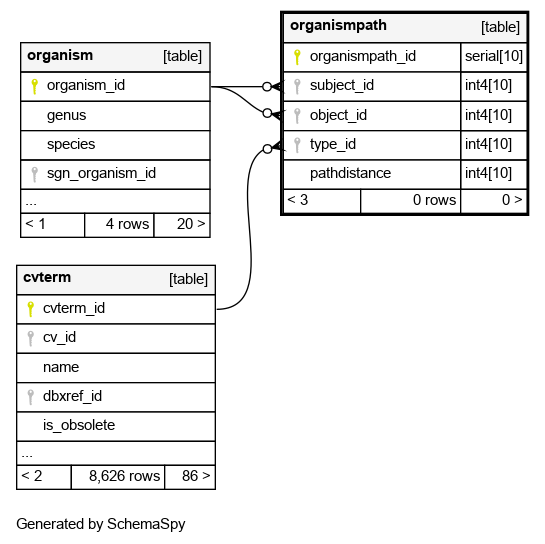 organism [table]
organism_id
genus
species
sgn_organism_id
...
< 1 4 rows 20 >
organismpath [table]
organismpath_id serial[10]
subject_id int4[10]
object_id int4[10]
type_id int4[10]
pathdistance int4[10]
< 3 0 rows 0 >
cvterm [table]
cvterm_id
cv_id
name
dbxref_id
is_obsolete
...
< 2 8,626 rows 86 >
Generated by SchemaSpy